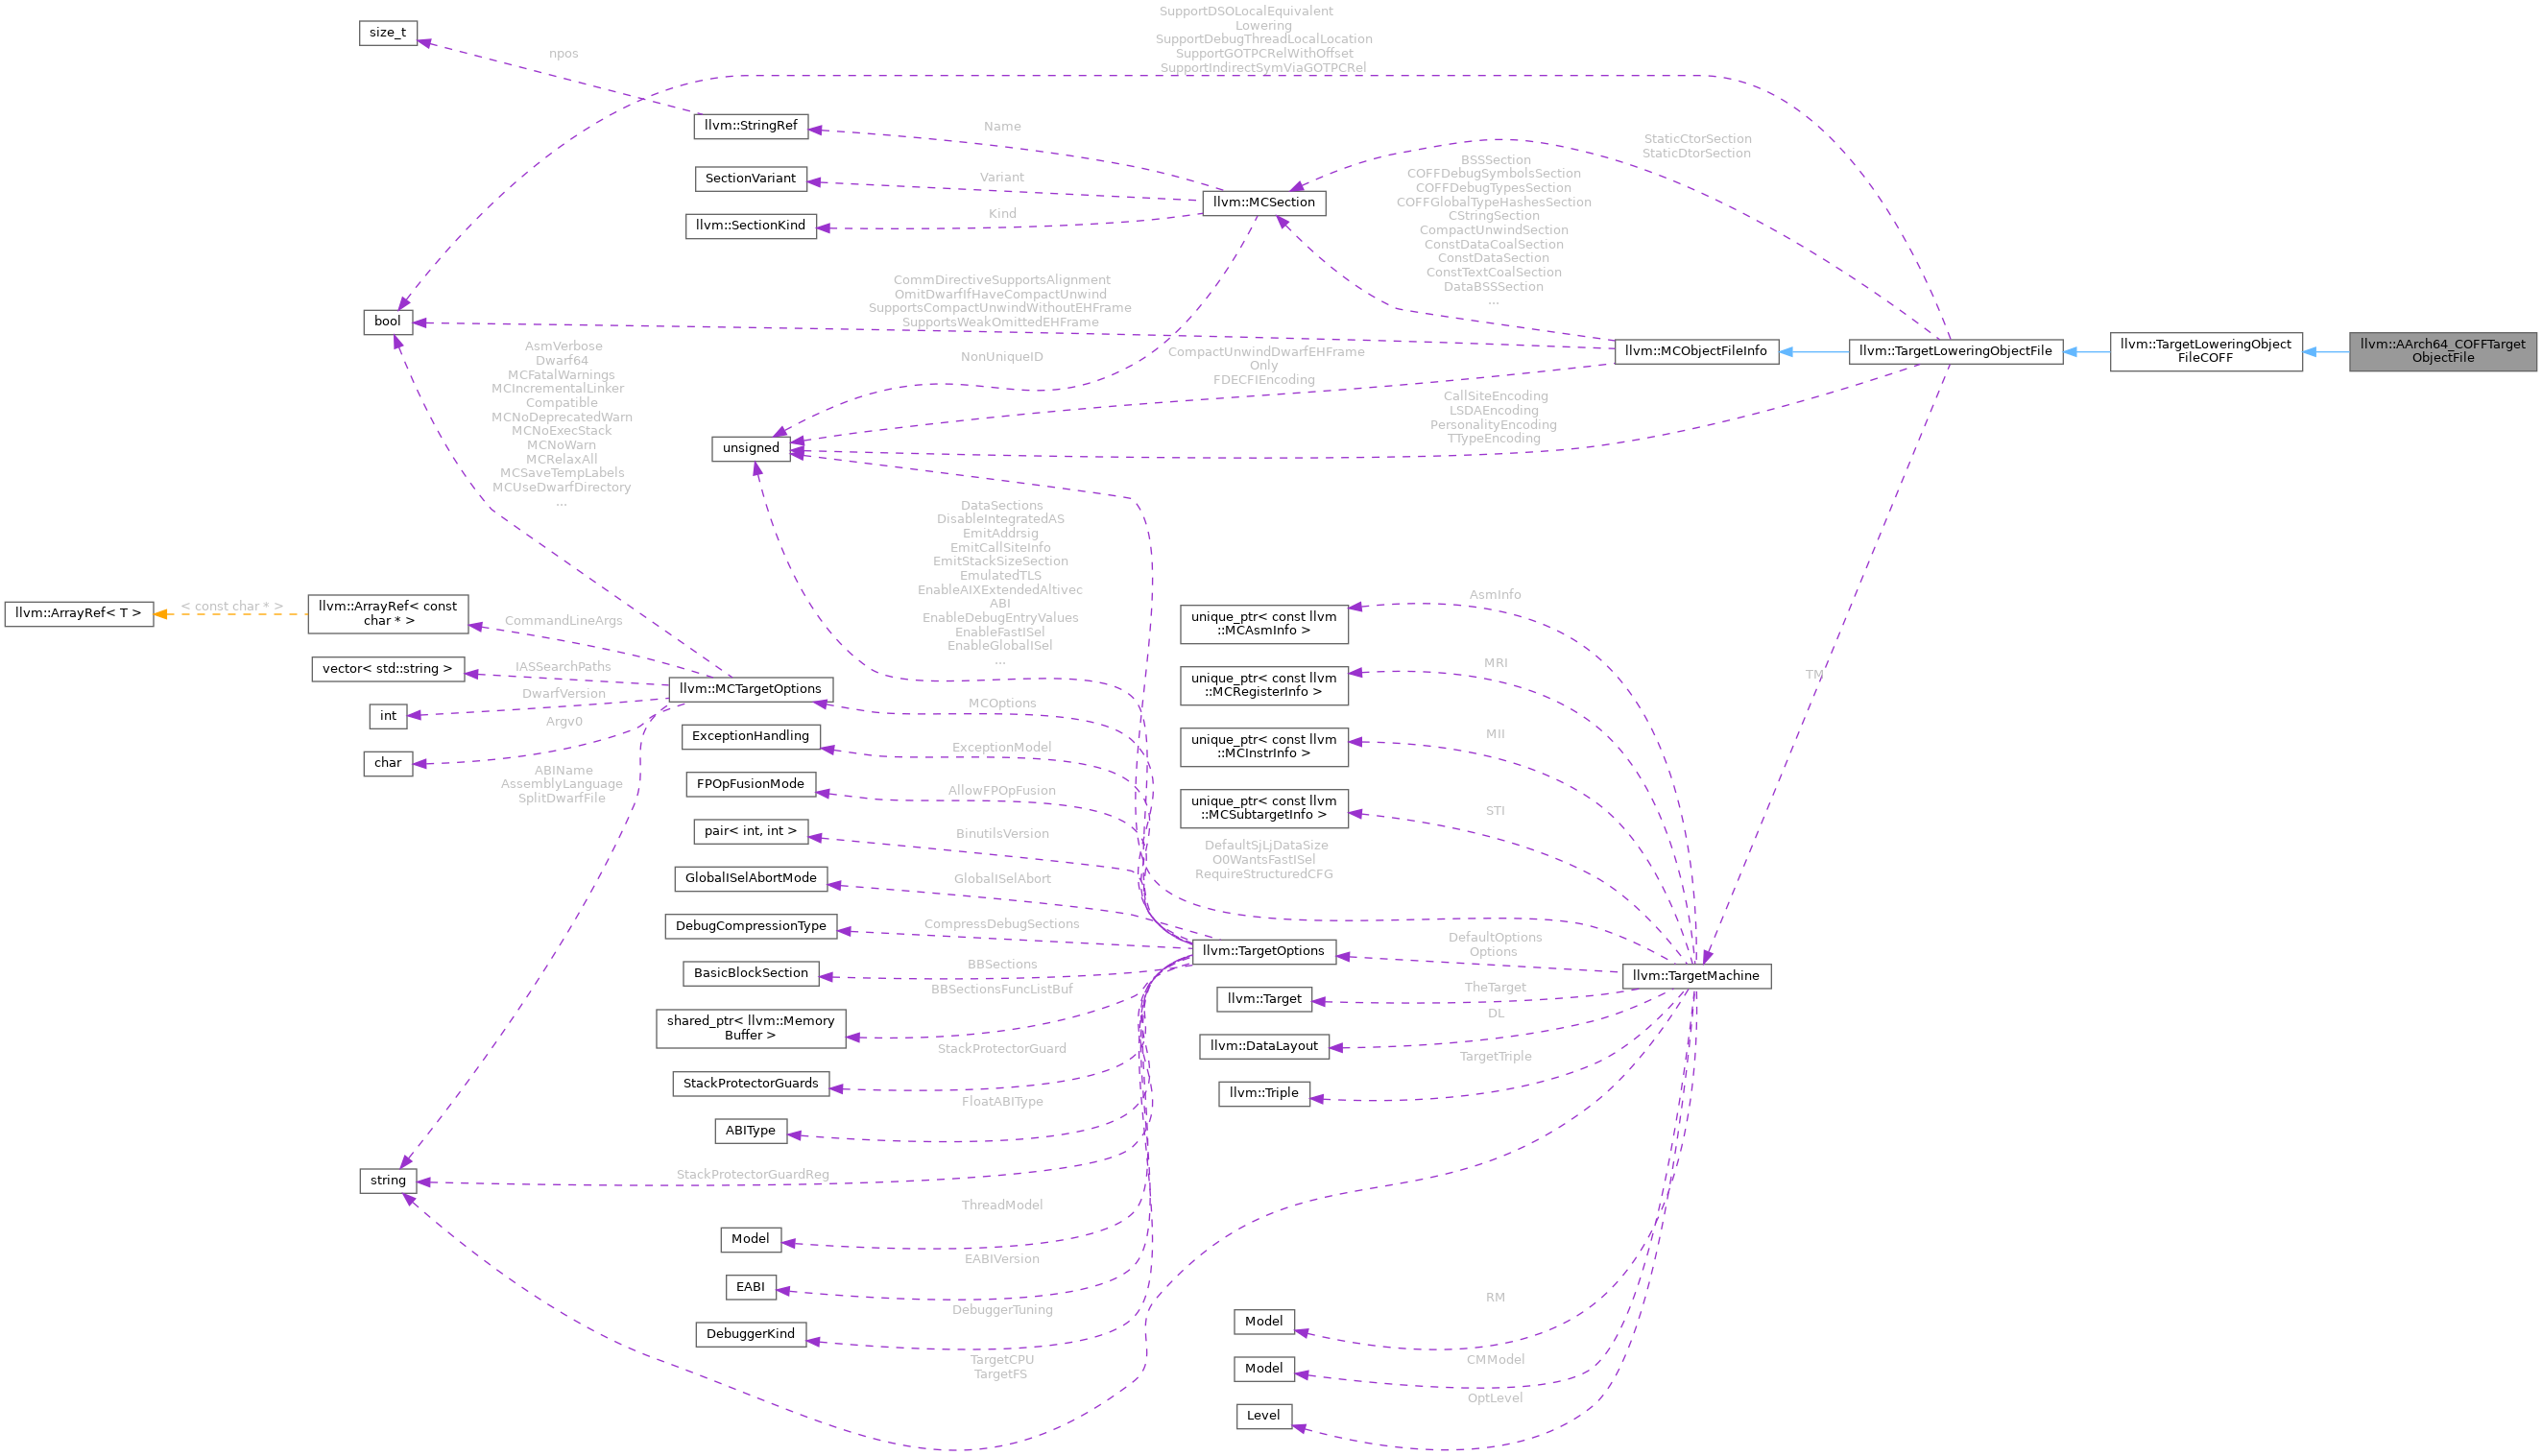 SupportDSOLocalEquivalent
Lowering
SupportDebugThreadLocalLocation
SupportGOTPCRelWithOffset
SupportIndirectSymViaGOTPCRel
size_t
npos
llvm::StringRef
Name
StaticCtorSection
StaticDtorSection
SectionVariant
Variant
llvm::MCSection
llvm::SectionKind
Kind
BSSSection
COFFDebugSymbolsSection
COFFDebugTypesSection
COFFGlobalTypeHashesSection
CStringSection
CompactUnwindSection
ConstDataCoalSection
ConstDataSection
ConstTextCoalSection
DataBSSSection
...
CommDirectiveSupportsAlignment
OmitDwarfIfHaveCompactUnwind
SupportsCompactUnwindWithoutEHFrame
SupportsWeakOmittedEHFrame
bool
NonUniqueID
CompactUnwindDwarfEHFrame
Only
FDECFIEncoding
llvm::MCObjectFileInfo
llvm::TargetLoweringObjectFile
llvm::TargetLoweringObject
FileCOFF
llvm::AArch64_COFFTarget
ObjectFile
AsmVerbose
Dwarf64
MCFatalWarnings
MCIncrementalLinker
Compatible
MCNoDeprecatedWarn
MCNoExecStack
MCNoWarn
MCRelaxAll
MCSaveTempLabels
MCUseDwarfDirectory
...
CallSiteEncoding
LSDAEncoding
PersonalityEncoding
TTypeEncoding
unsigned
DataSections
DisableIntegratedAS
EmitAddrsig
EmitCallSiteInfo
EmitStackSizeSection
EmulatedTLS
EnableAIXExtendedAltivec
ABI
EnableDebugEntryValues
EnableFastISel
EnableGlobalISel
...
llvm::ArrayRef< T >
< const char * >
llvm::ArrayRef< const
char * >
CommandLineArgs
vector< std::string >
IASSearchPaths
llvm::MCTargetOptions
int
DwarfVersion
char
Argv0
ABIName
AssemblyLanguage
SplitDwarfFile
MCOptions
ExceptionHandling
ExceptionModel
FPOpFusionMode
AllowFPOpFusion
pair< int, int >
BinutilsVersion
GlobalISelAbortMode
GlobalISelAbort
DebugCompressionType
CompressDebugSections
BasicBlockSection
BBSections
shared_ptr< llvm::Memory
Buffer >
BBSectionsFuncListBuf
StackProtectorGuards
StackProtectorGuard
ABIType
FloatABIType
string
StackProtectorGuardReg
Model
ThreadModel
EABI
EABIVersion
DebuggerKind
DebuggerTuning
TargetCPU
TargetFS
unique_ptr< const llvm
::MCAsmInfo >
AsmInfo
unique_ptr< const llvm
::MCRegisterInfo >
MRI
unique_ptr< const llvm
::MCInstrInfo >
MII
unique_ptr< const llvm
::MCSubtargetInfo >
STI
TM
DefaultSjLjDataSize
O0WantsFastISel
RequireStructuredCFG
llvm::TargetOptions
DefaultOptions
Options
llvm::TargetMachine
llvm::Target
TheTarget
llvm::DataLayout
DL
llvm::Triple
TargetTriple
Model
RM
Model
CMModel
Level
OptLevel